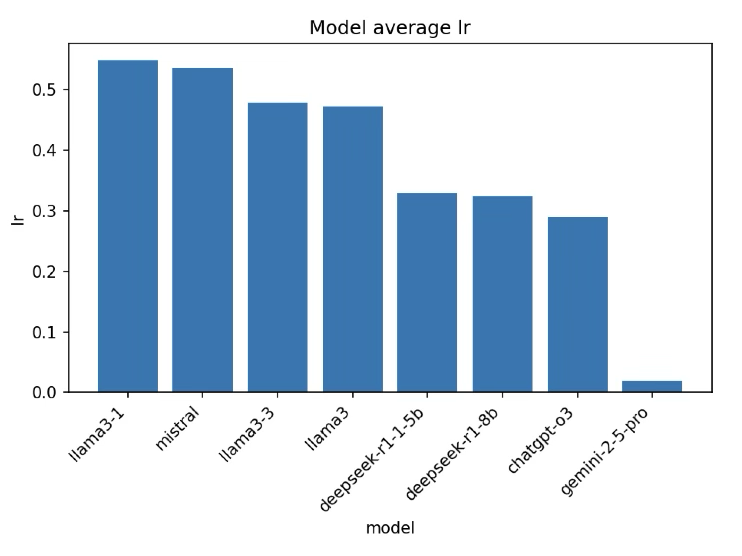 Model average lr
0.5
0.4
0.3
0.2
0.1
0.0
lr
llama3-1
mistral
llama3-3
llama3
deepseek-r1-1-5b
deepseek-r1-8b
chatgpt-o3
gemini-2-5-pro
model